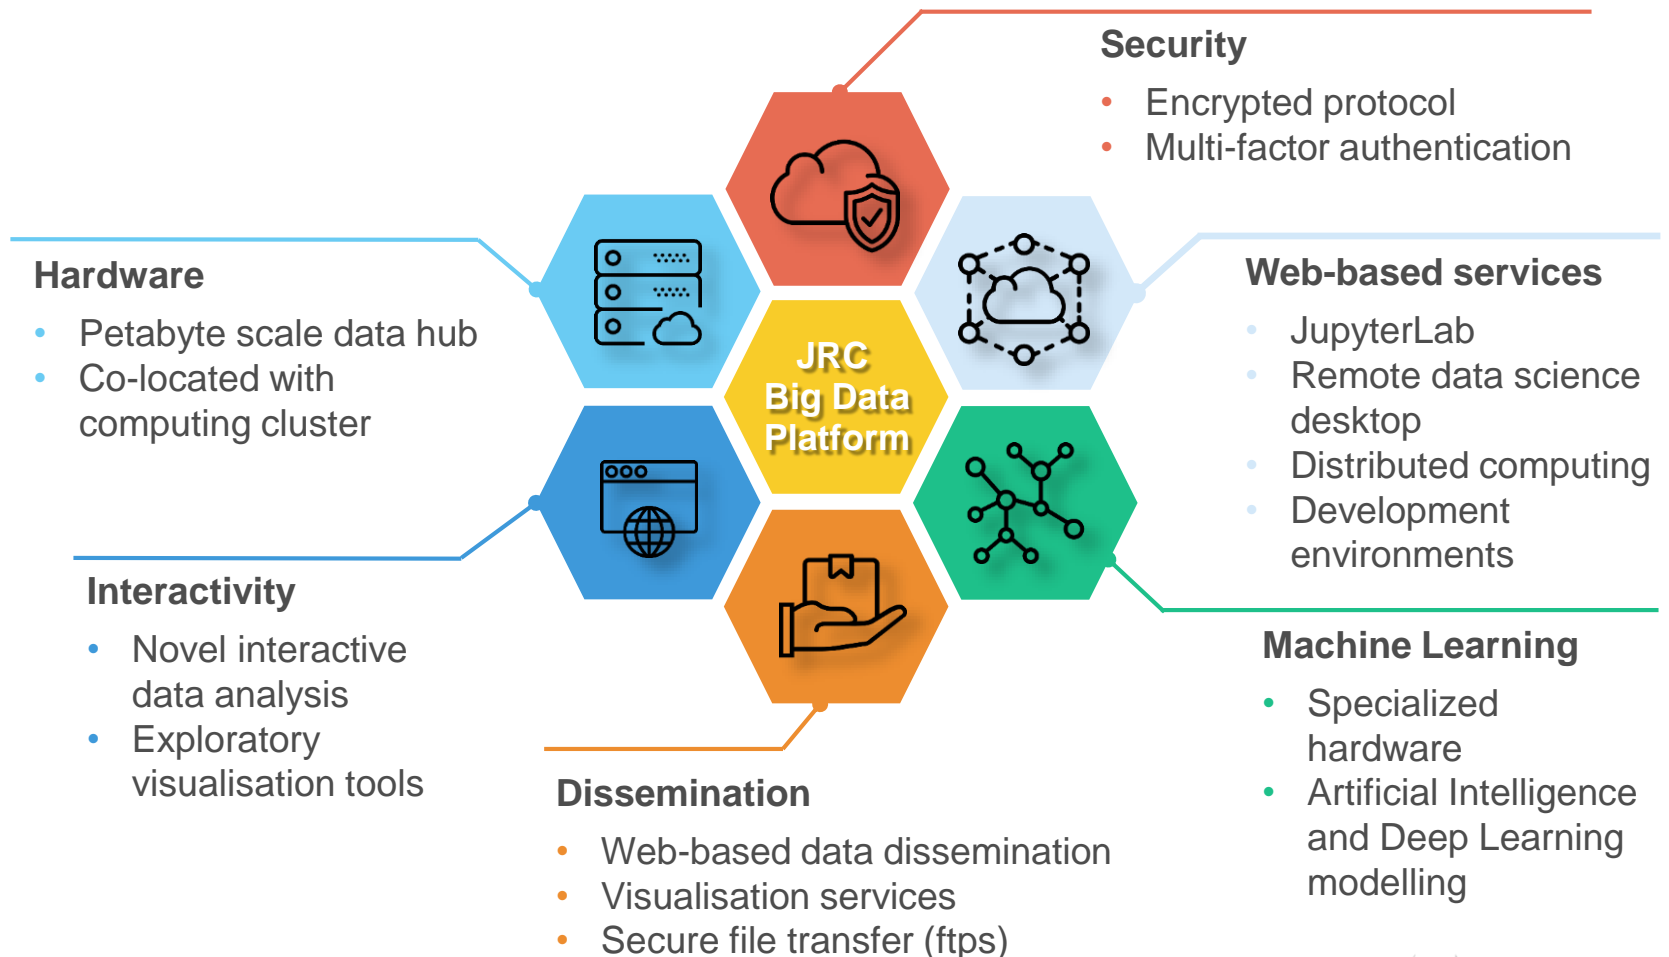 Security
• Encrypted protocol
• Multi-factor authentication
Hardware
• Petabyte scale data hub
• Co-located with
computing cluster
JRC
Big Data
Platform
Web-based services
• JupyterLab
• Remote data science
desktop
• Distributed computing
• Development
environments
Interactivity
• Novel interactive
data analysis
• Exploratory
visualisation tools
Machine Learning
• Specialized
hardware
• Artificial Intelligence
and Deep Learning
modelling
Dissemination
• Web-based data dissemination
• Visualisation services
• Secure file transfer (ftps)